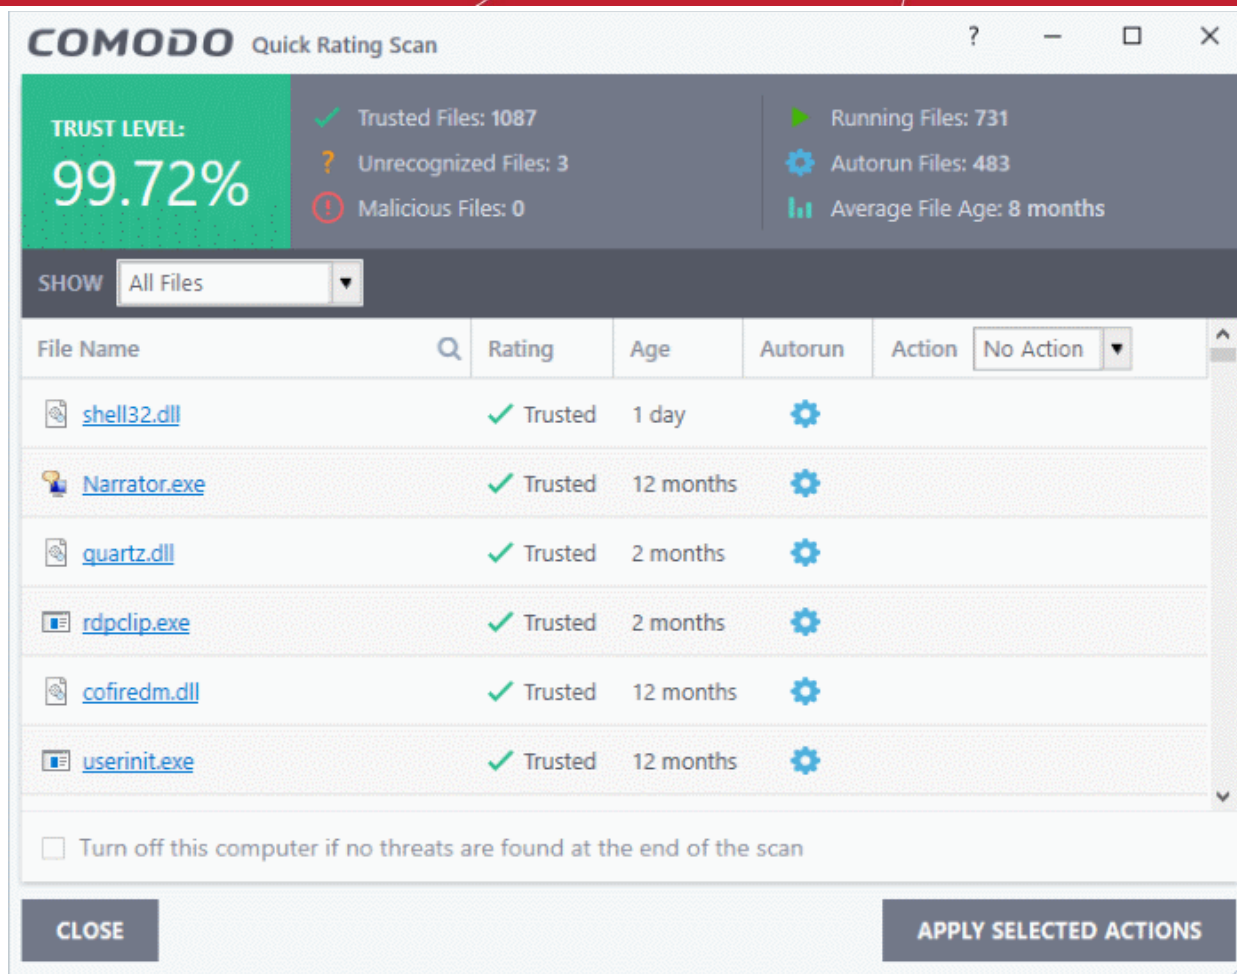 COMODO Quick Rating Scan
TRUST LEVEL:
99.72%
Trusted Files: 1087
Unrecognized Files: 3
Malicious Files: 0
Running Files: 731
Autorun Files: 483
Average File Age: 8 months
SHOW All Files
File Name Rating Age Autorun Action No Action
shell32.dll Trusted 1 day
Narrator.exe Trusted 12 months
quartz.dll Trusted 2 months
rdpclip.exe Trusted 2 months
cofiredm.dll Trusted 12 months
userinit.exe Trusted 12 months
Turn off this computer if no threats are found at the end of the scan
CLOSE APPLY SELECTED ACTIONS